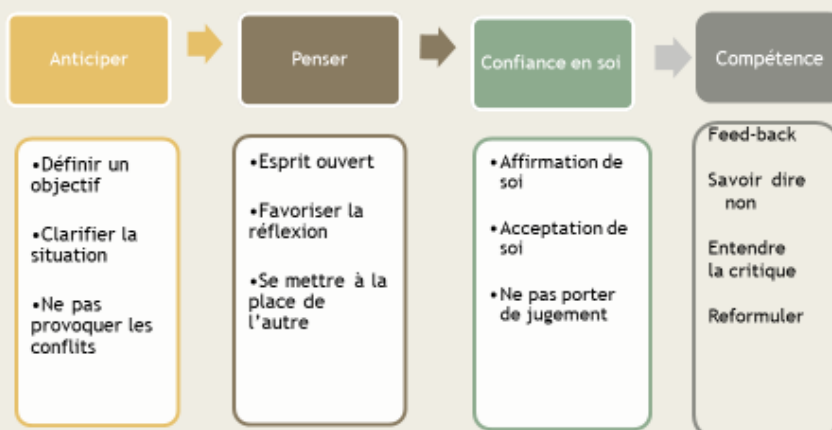 Anticiper
Penser
Confiance en soi
Compétence
•Définir un
objectif
•Clarifier la
situation
•Ne pas
provoquer les
conflits
•Esprit ouvert
•Favoriser la
réflexion
•Se mettre à la
place de
l'autre
•Affirmation de
soi
•Acceptation de
soi
•Ne pas porter
de jugement
Feed-back
Savoir dire
non
Entendre
la critique
Reformuler